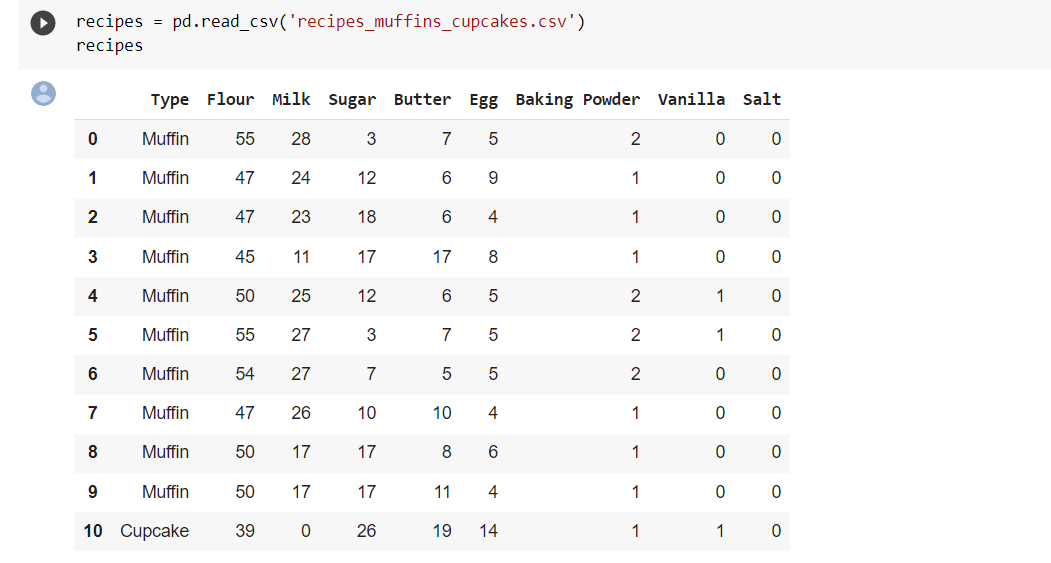 recipes = pd.read_csv('recipes_muffins_cupcakes.csv')
recipes
Type Flour Milk Sugar Butter Egg Baking Powder Vanilla Salt
0 Muffin 55 28 3 7 5 2 0 0
1 Muffin 47 24 12 6 9 1 0 0
2 Muffin 47 23 18 6 4 1 0 0
3 Muffin 45 11 17 17 8 1 0 0
4 Muffin 50 25 12 6 5 2 1 0
5 Muffin 55 27 3 7 5 2 1 0
6 Muffin 54 27 7 5 5 2 0 0
7 Muffin 47 26 10 10 4 1 0 0
8 Muffin 50 17 17 8 6 1 0 0
9 Muffin 50 17 17 11 4 1 0 0
10 Cupcake 39 0 26 19 14 1 1 0